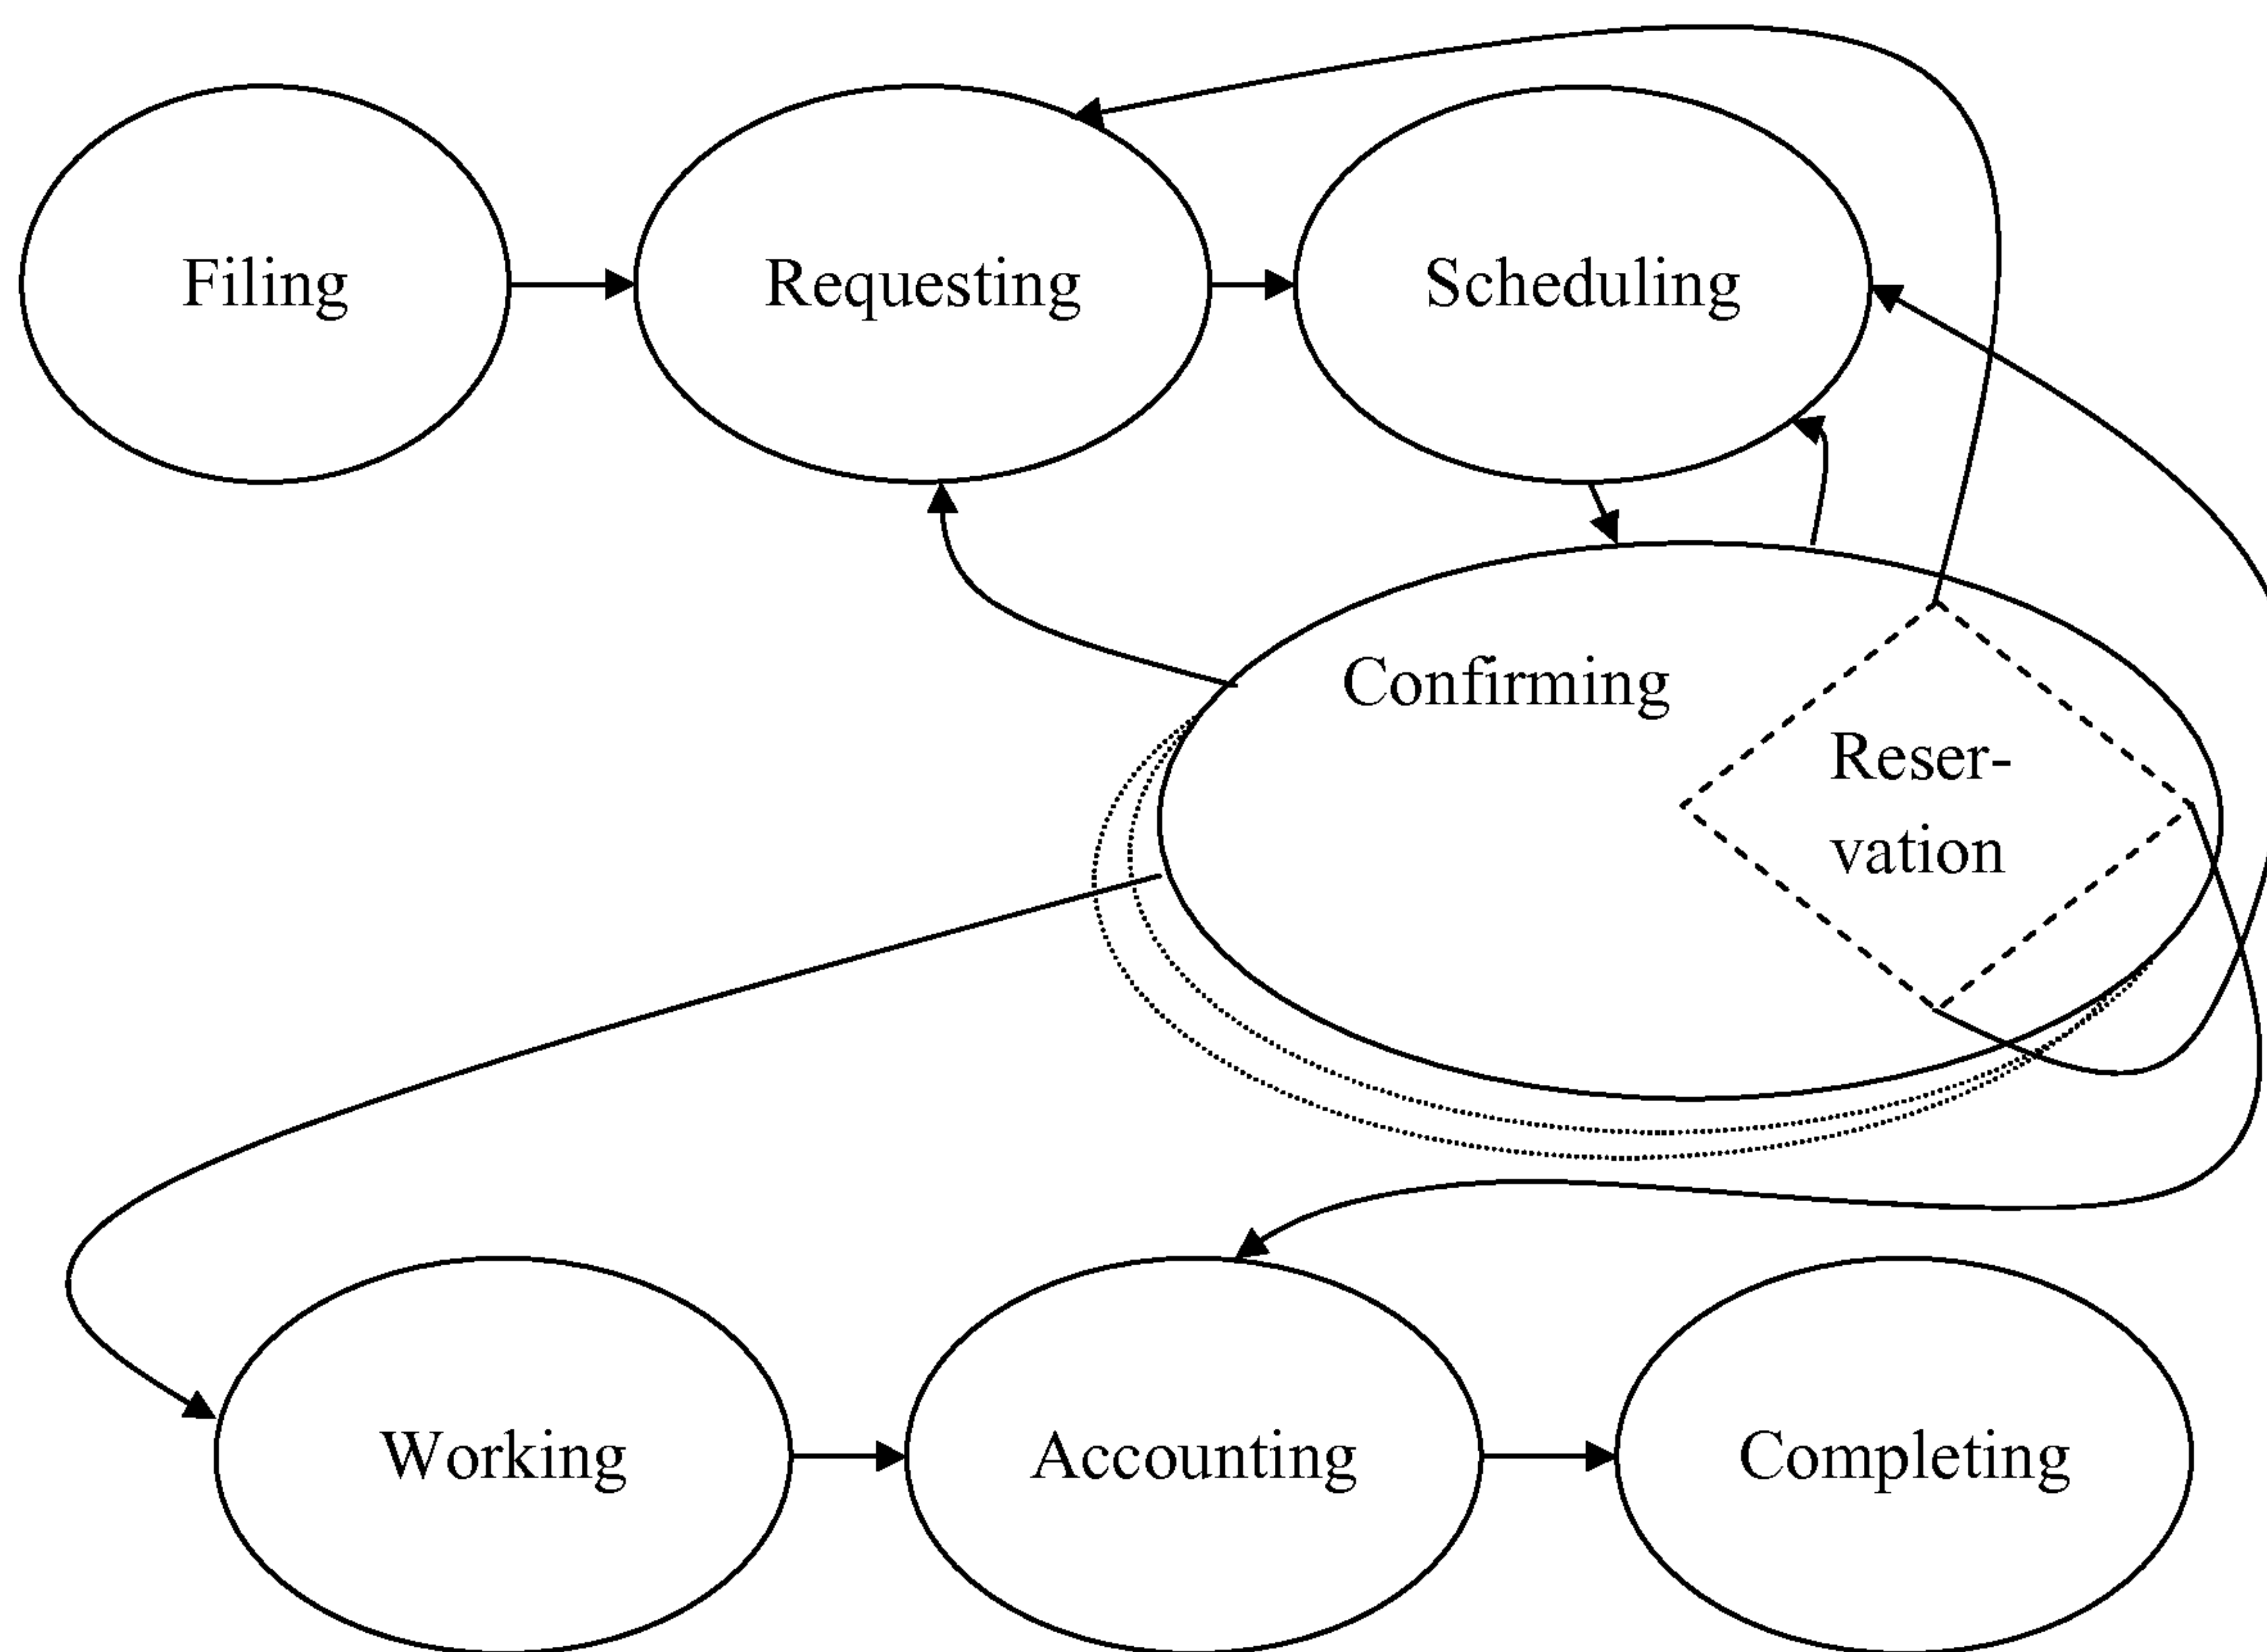 Filing
Requesting
Scheduling
Confirming
Reser-
vation
Working
Accounting
Completing